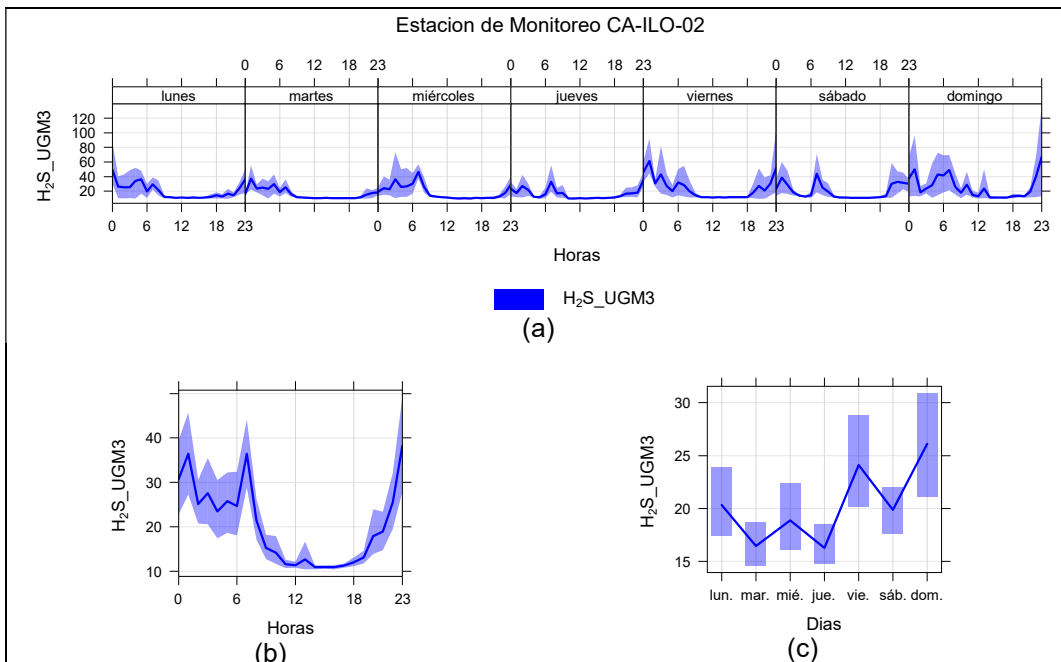 Estacion de Monitoreo CA-ILO-02
0 6 12 18 23 0 6 12 18 23 0 6 12 18 23
lunes martes miércoles jueves viernes sábado domingo
120
100
80
60
40
20
H₂S_UGM3
0 6 12 18 23 0 6 12 18 23 0 6 12 18 23 0 6 12 18 23
Horas
H₂S_UGM3
(a)
40
30
20
10
H₂S_UGM3
0 6 12 18 23
Horas
(b)
30
25
20
15
H₂S_UGM3
lun. mar. mié. jue. vie. sáb. dom.
Dias
(c)